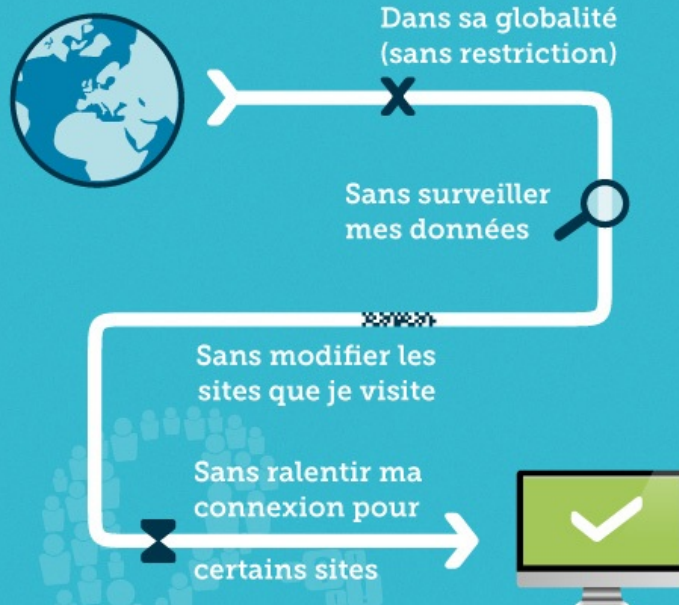 Dans sa globalité
(sans restriction)
Sans surveiller
mes données
Sans modifier les
sites que je visite
Sans ralentir ma
connexion pour
certains sites